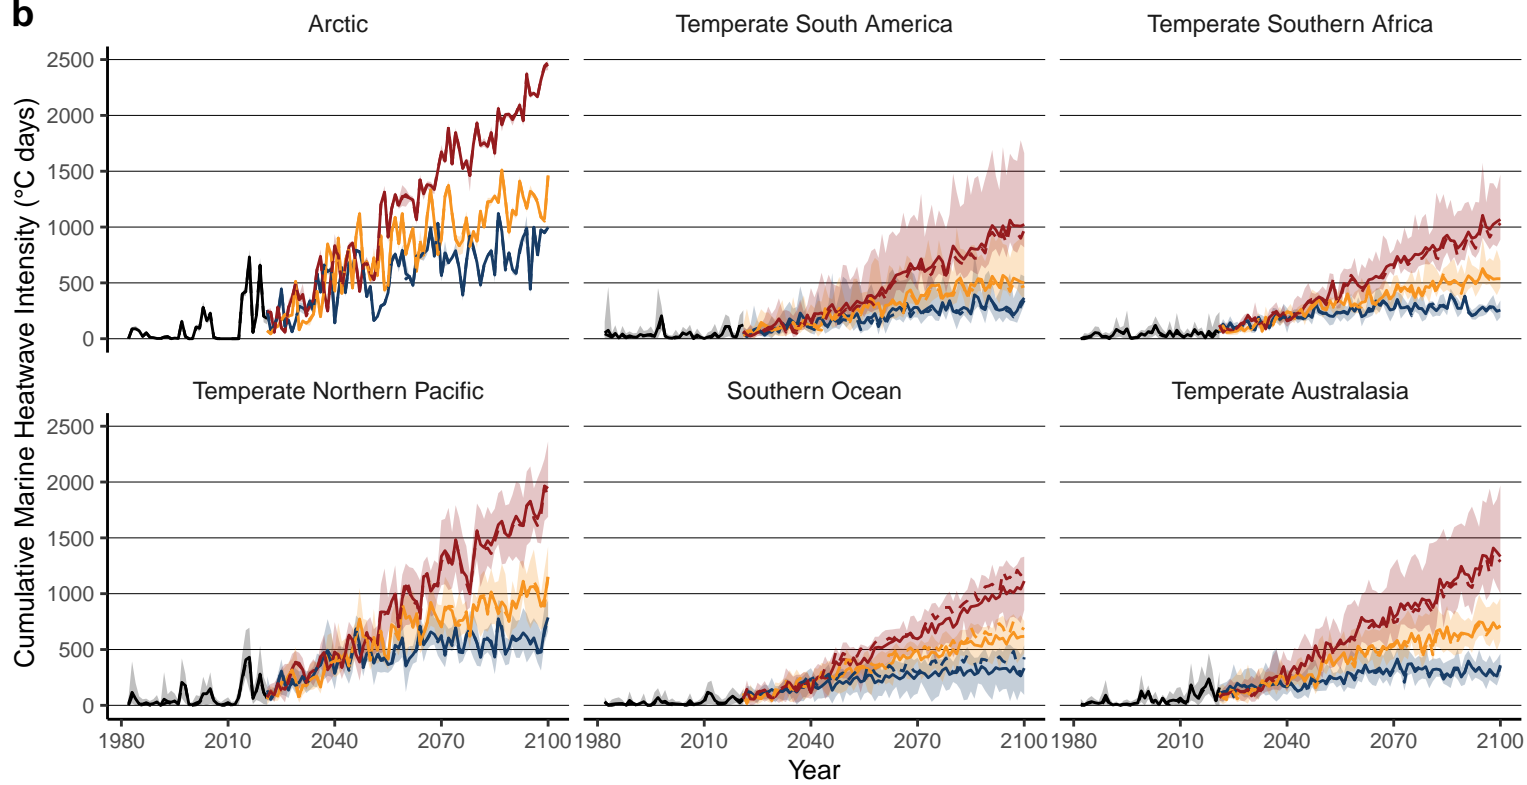 b
Arctic
Temperate South America
Temperate Southern Africa
2500
2000
1500
1000
500
0
Temperate Northern Pacific
Southern Ocean
Temperate Australasia
2500
2000
1500
1000
500
0
1980 2010 2040 2070 2100
1980 2010 2040 2070 2100
1980 2010 2040 2070 2100
Year
Cumulative Marine Heatwave Intensity (°C days)